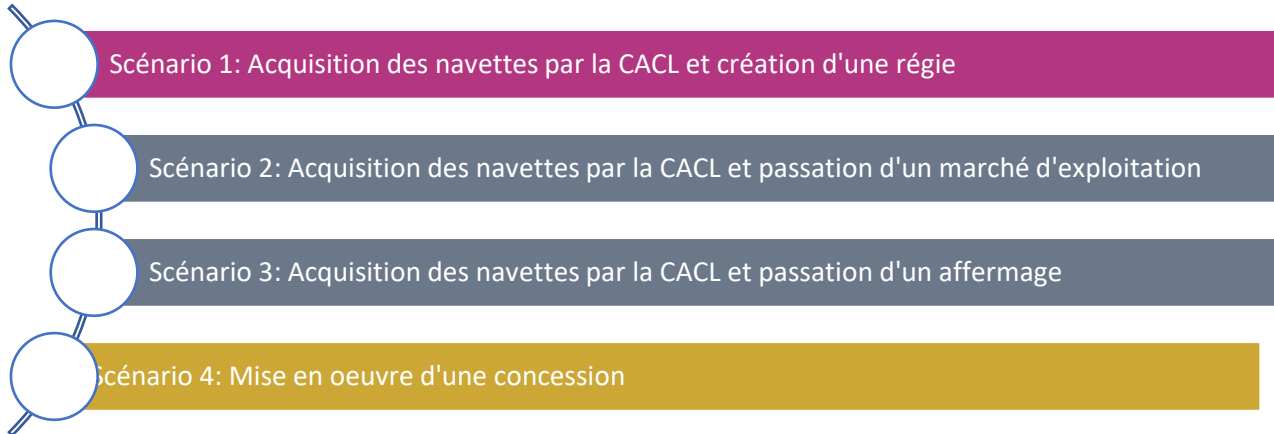 Scénario 1: Acquisition des navettes par la CACL et création d'une régie
Scénario 2: Acquisition des navettes par la CACL et passation d'un marché d'exploitation
Scénario 3: Acquisition des navettes par la CACL et passation d'un affermage
Scénario 4: Mise en oeuvre d'une concession